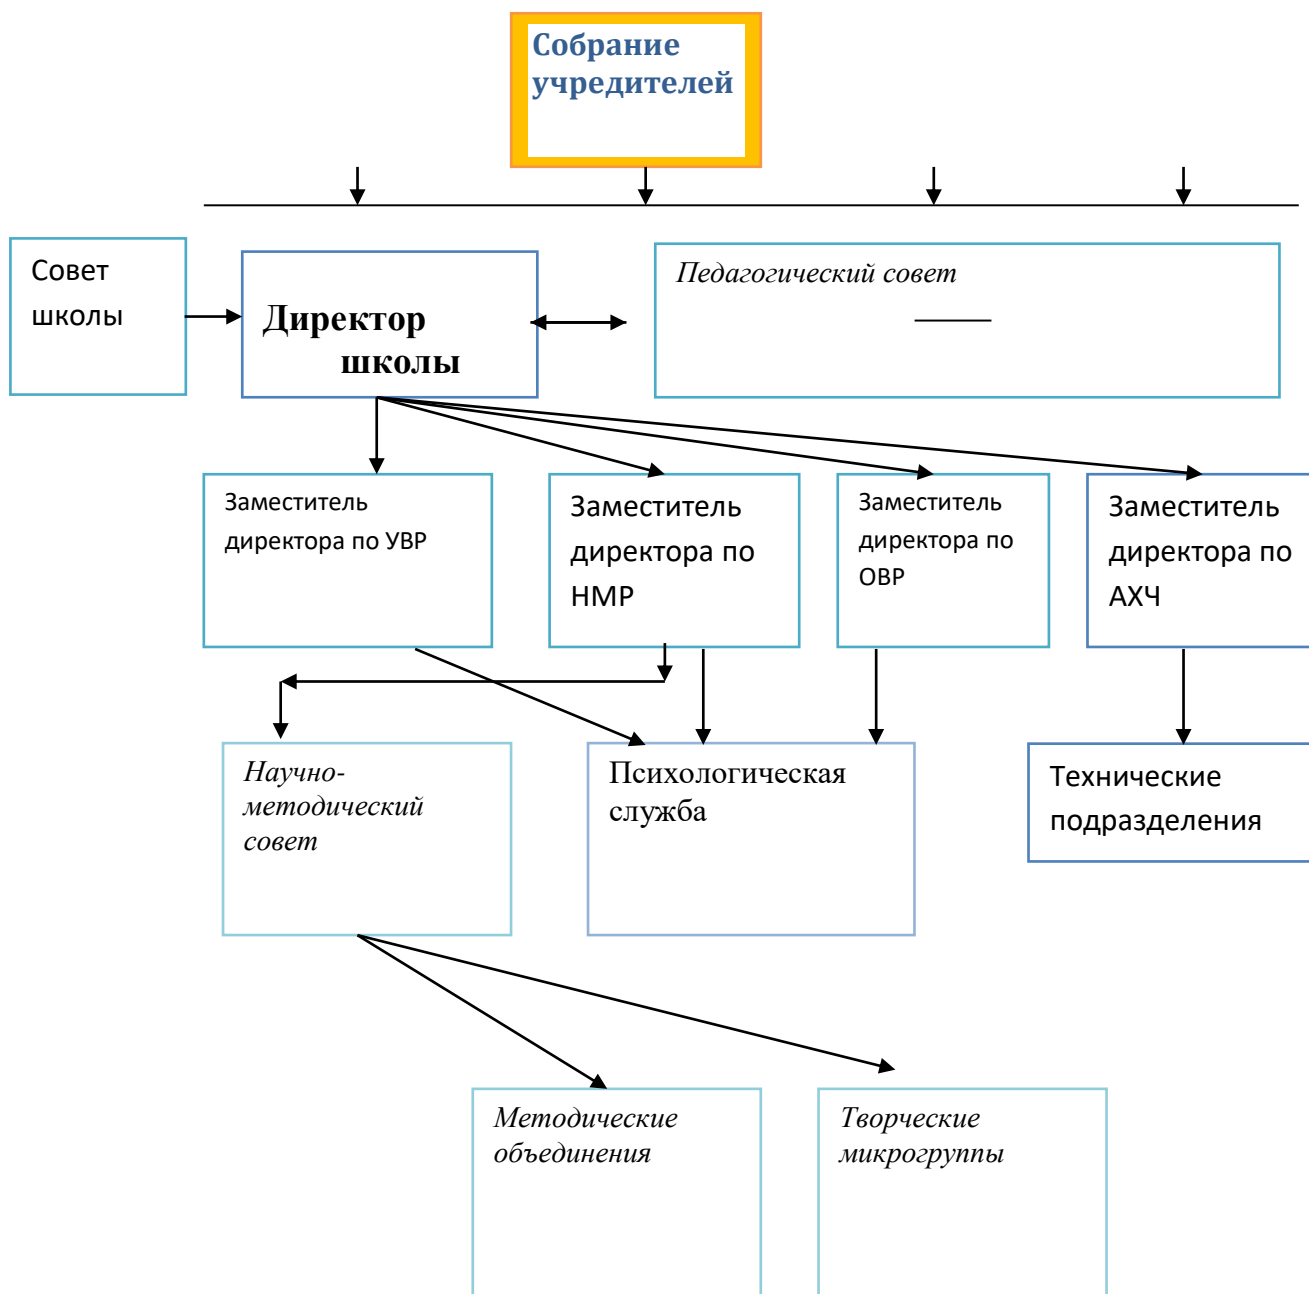 Собрание
учредителей
Совет
школы
Директор
школы
Педагогический совет
Заместитель
директора по УВР
Заместитель
директора по
НМР
Заместитель
директора по
ОВР
Заместитель
директора по
АХЧ
Научно-
методический
совет
Психологическая
служба
Технические
подразделения
Методические
объединения
Творческие
микрогруппы